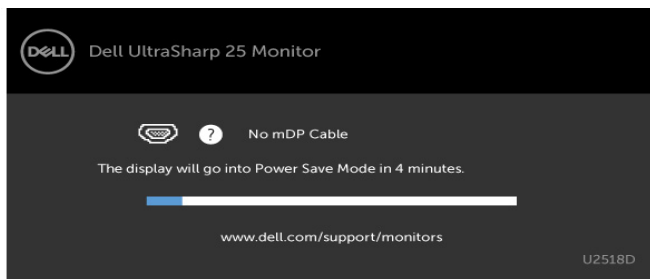 DELL Dell UltraSharp 25 Monitor
? No mDP Cable
The display will go into Power Save Mode in 4 minutes.
www.dell.com/support/monitors
U2518D